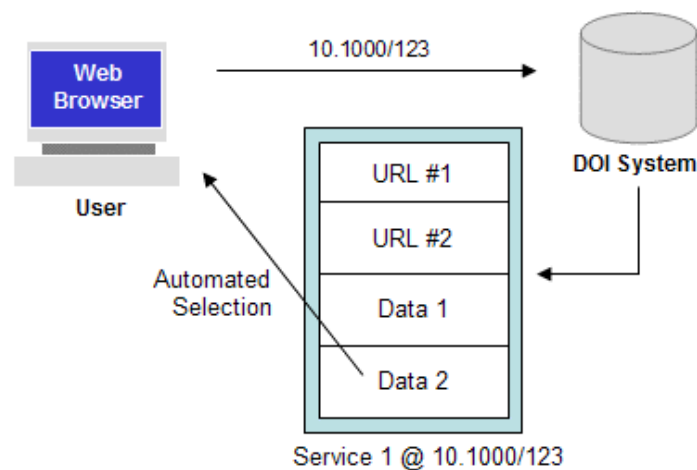 10.1000/123
Web
Browser
User
DOI System
URL #1
URL #2
Data 1
Data 2
Automated
Selection
Service 1 @ 10.1000/123